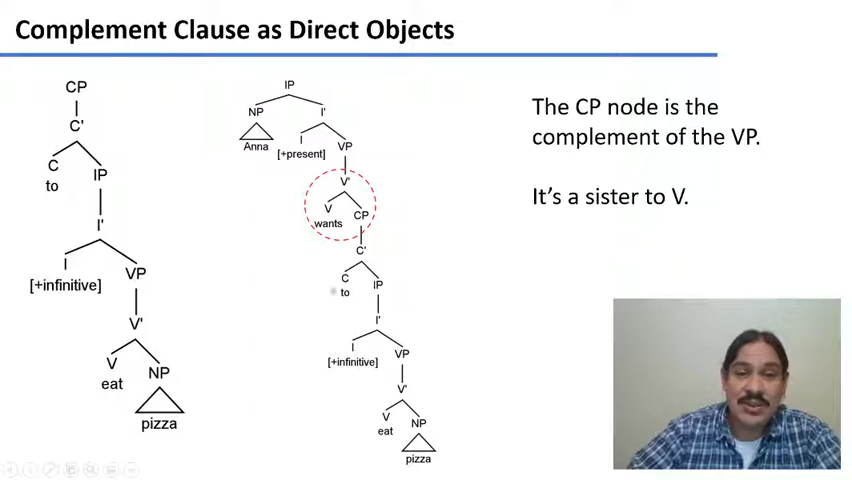 Complement Clause as Direct Objects
CP
C'
C
to
IP
I'
I
[+infinitive]
VP
V'
V
eat
NP
pizza
IP
NP
I'
Anna
I
[+present]
VP
V'
V
wants
CP
C'
C
to
IP
I'
I
[+infinitive]
VP
V'
V
eat
NP
pizza
The CP node is the
complement of the VP.
It's a sister to V.